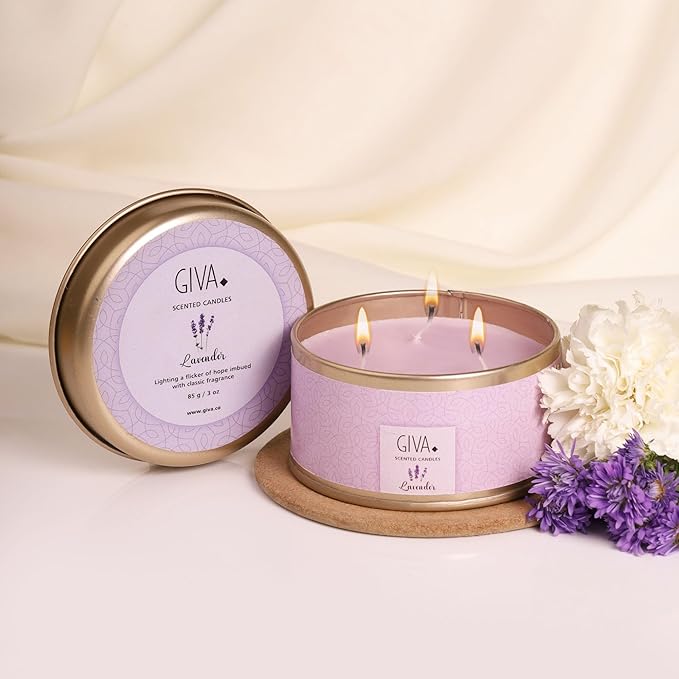 GIVA
SCENTED CANDLES
Lavender
Lighting a flicker of hope imbued
with classic fragrance
85 g / 3 oz
www.giva.co
GIVA
SCENTED CANDLES
Lavender